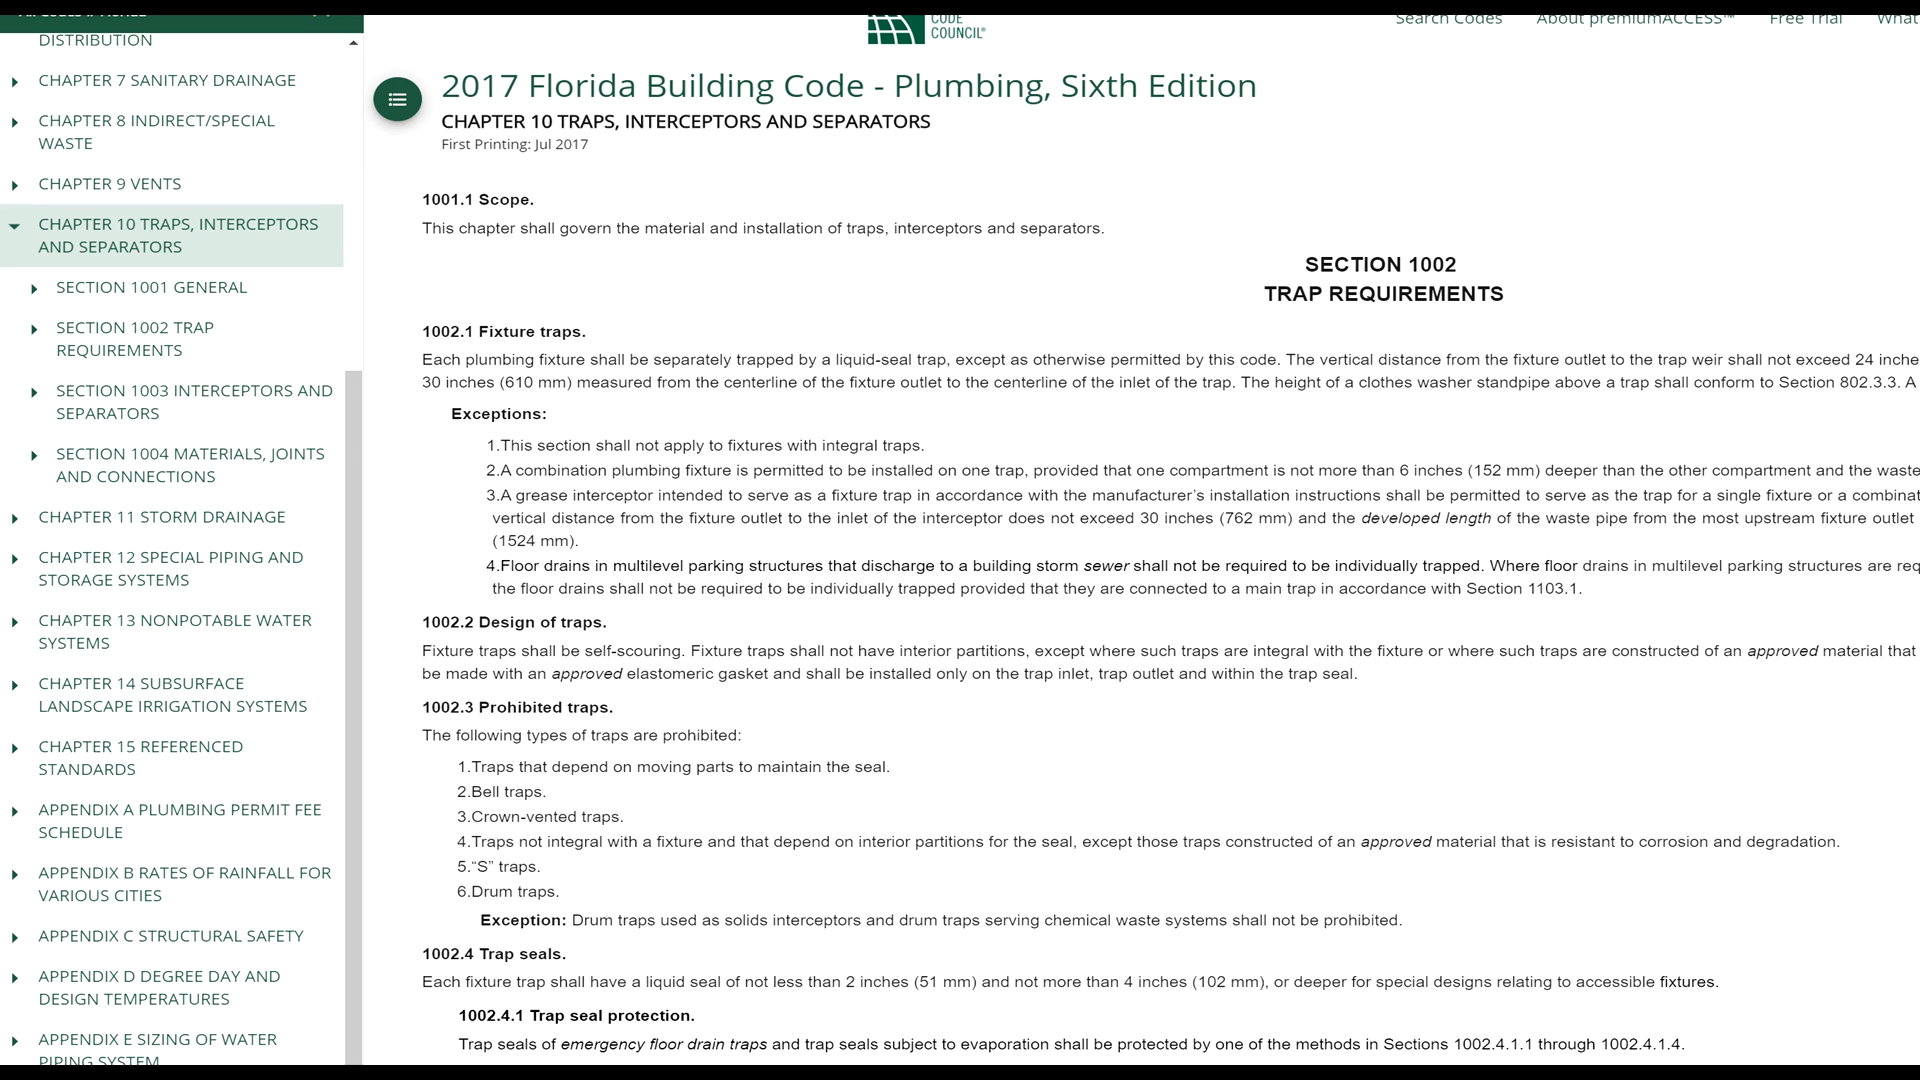 DISTRIBUTION
CHAPTER 7 SANITARY DRAINAGE
CHAPTER 8 INDIRECT/SPECIAL
WASTE
CHAPTER 9 VENTS
CHAPTER 10 TRAPS, INTERCEPTORS
AND SEPARATORS
SECTION 1001 GENERAL
SECTION 1002 TRAP
REQUIREMENTS
SECTION 1003 INTERCEPTORS AND
SEPARATORS
SECTION 1004 MATERIALS, JOINTS
AND CONNECTIONS
CHAPTER 11 STORM DRAINAGE
CHAPTER 12 SPECIAL PIPING AND
STORAGE SYSTEMS
CHAPTER 13 NONPOTABLE WATER
SYSTEMS
CHAPTER 14 SUBSURFACE
LANDSCAPE IRRIGATION SYSTEMS
CHAPTER 15 REFERENCED
STANDARDS
APPENDIX A PLUMBING PERMIT FEE
SCHEDULE
APPENDIX B RATES OF RAINFALL FOR
VARIOUS CITIES
APPENDIX C STRUCTURAL SAFETY
APPENDIX D DEGREE DAY AND
DESIGN TEMPERATURES
APPENDIX E SIZING OF WATER
PIPING SYSTEM
CODE
COUNCIL®
Search Codes About premiumACCESS™ Free Trial What
2017 Florida Building Code - Plumbing, Sixth Edition
CHAPTER 10 TRAPS, INTERCEPTORS AND SEPARATORS
First Printing: Jul 2017
1001.1 Scope.
This chapter shall govern the material and installation of traps, interceptors and separators.
SECTION 1002
TRAP REQUIREMENTS
1002.1 Fixture traps.
Each plumbing fixture shall be separately trapped by a liquid-seal trap, except as otherwise permitted by this code. The vertical distance from the fixture outlet to the trap weir shall not exceed 24 inche
30 inches (610 mm) measured from the centerline of the fixture outlet to the centerline of the inlet of the trap. The height of a clothes washer standpipe above a trap shall conform to Section 802.3.3. A
Exceptions:
1.This section shall not apply to fixtures with integral traps.
2.A combination plumbing fixture is permitted to be installed on one trap, provided that one compartment is not more than 6 inches (152 mm) deeper than the other compartment and the waste
3.A grease interceptor intended to serve as a fixture trap in accordance with the manufacturer’s installation instructions shall be permitted to serve as the trap for a single fixture or a combinat
vertical distance from the fixture outlet to the inlet of the interceptor does not exceed 30 inches (762 mm) and the developed length of the waste pipe from the most upstream fixture outlet
(1524 mm).
4.Floor drains in multilevel parking structures that discharge to a building storm sewer shall not be required to be individually trapped. Where floor drains in multilevel parking structures are req
the floor drains shall not be required to be individually trapped provided that they are connected to a main trap in accordance with Section 1103.1.
1002.2 Design of traps.
Fixture traps shall be self-scouring. Fixture traps shall not have interior partitions, except where such traps are integral with the fixture or where such traps are constructed of an approved material that
be made with an approved elastomeric gasket and shall be installed only on the trap inlet, trap outlet and within the trap seal.
1002.3 Prohibited traps.
The following types of traps are prohibited:
1.Traps that depend on moving parts to maintain the seal.
2.Bell traps.
3.Crown-vented traps.
4.Traps not integral with a fixture and that depend on interior partitions for the seal, except those traps constructed of an approved material that is resistant to corrosion and degradation.
5.“S” traps.
6.Drum traps.
Exception: Drum traps used as solids interceptors and drum traps serving chemical waste systems shall not be prohibited.
1002.4 Trap seals.
Each fixture trap shall have a liquid seal of not less than 2 inches (51 mm) and not more than 4 inches (102 mm), or deeper for special designs relating to accessible fixtures.
1002.4.1 Trap seal protection.
Trap seals of emergency floor drain traps and trap seals subject to evaporation shall be protected by one of the methods in Sections 1002.4.1.1 through 1002.4.1.4.